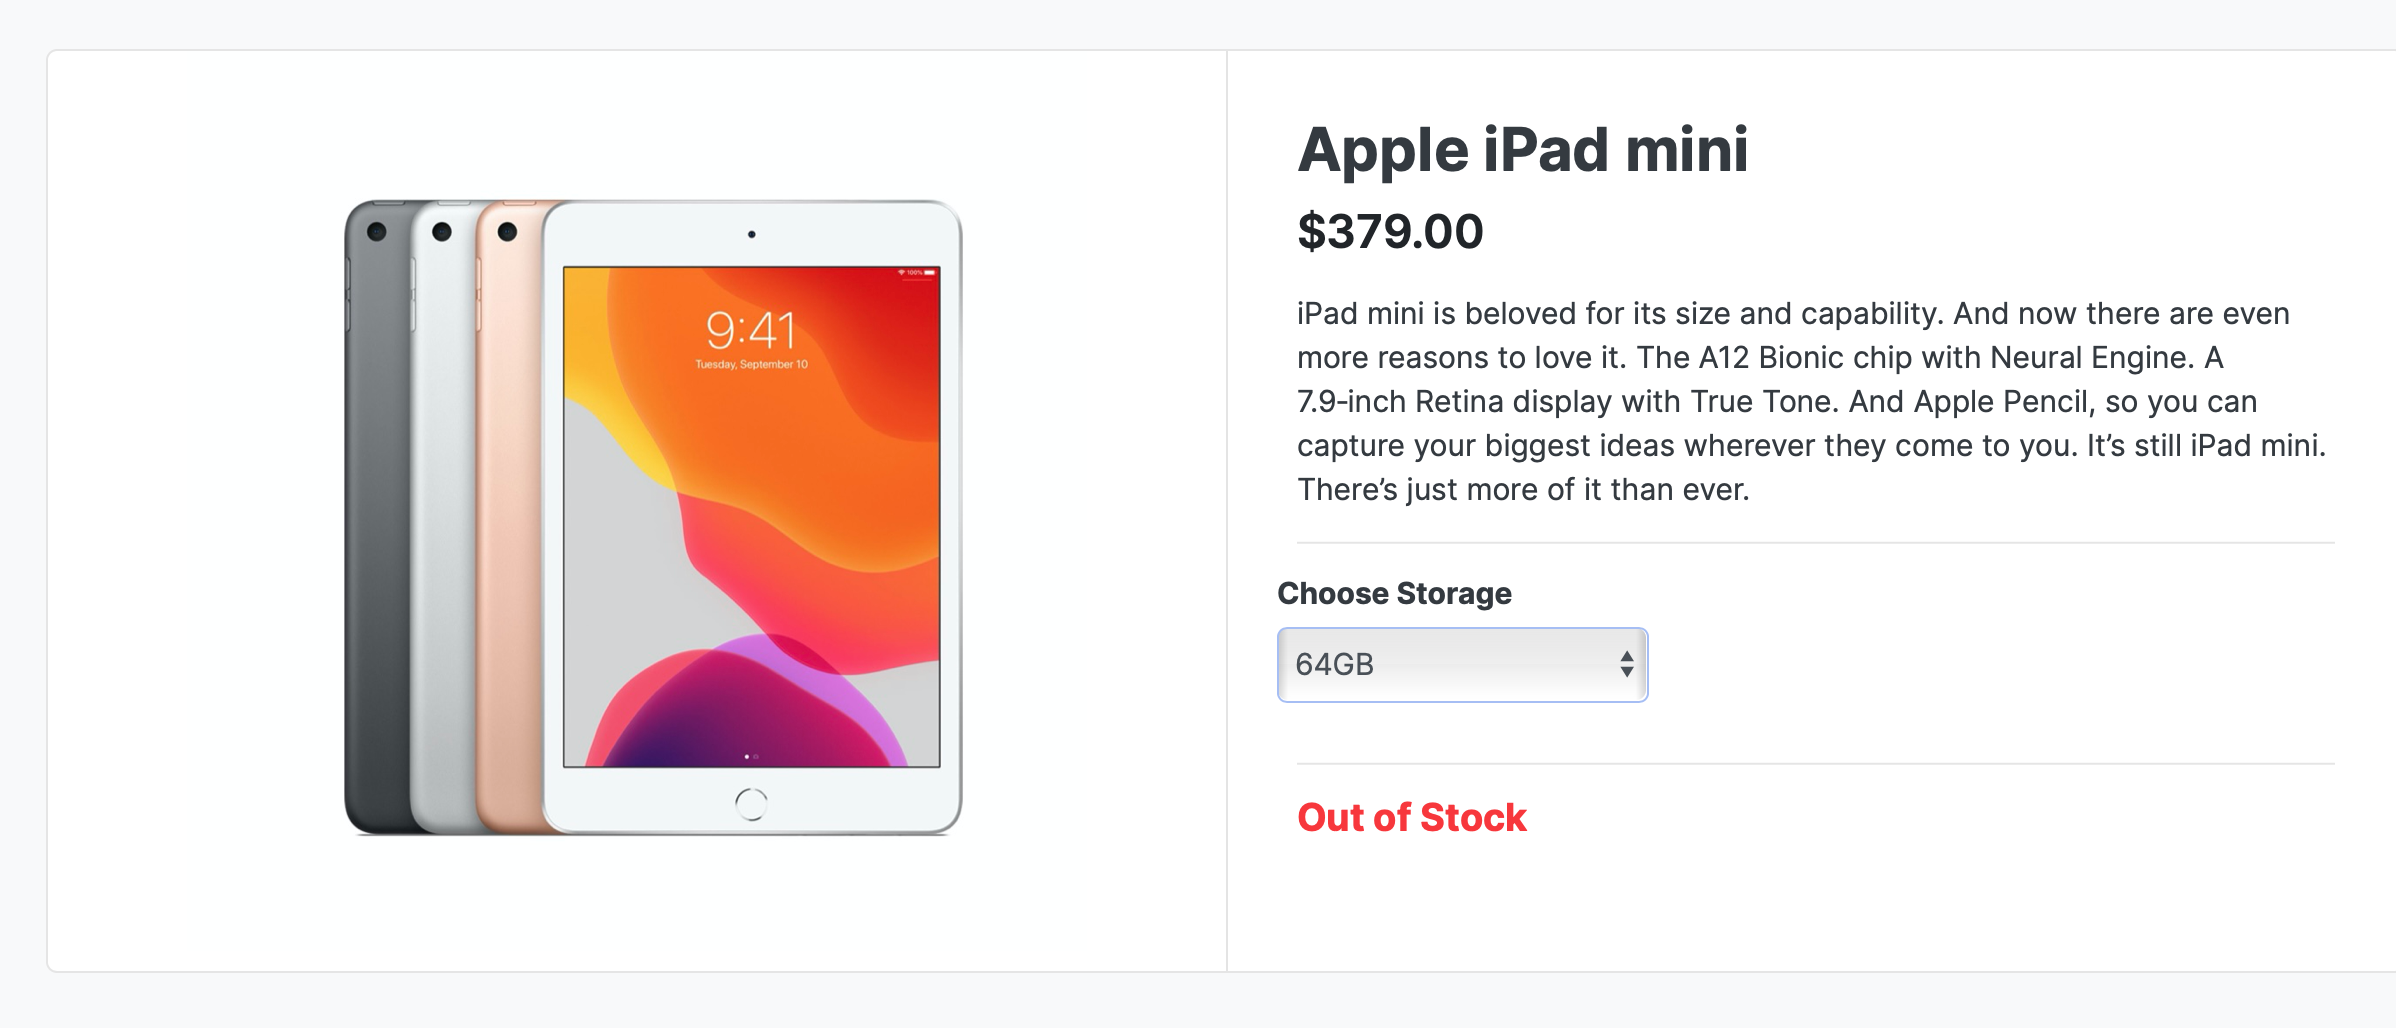 100%
9:41
Tuesday, September 10
Apple iPad mini
$379.00
iPad mini is beloved for its size and capability. And now there are even
more reasons to love it. The A12 Bionic chip with Neural Engine. A
7.9-inch Retina display with True Tone. And Apple Pencil, so you can
capture your biggest ideas wherever they come to you. It’s still iPad mini.
There’s just more of it than ever.
Choose Storage
64GB
Out of Stock